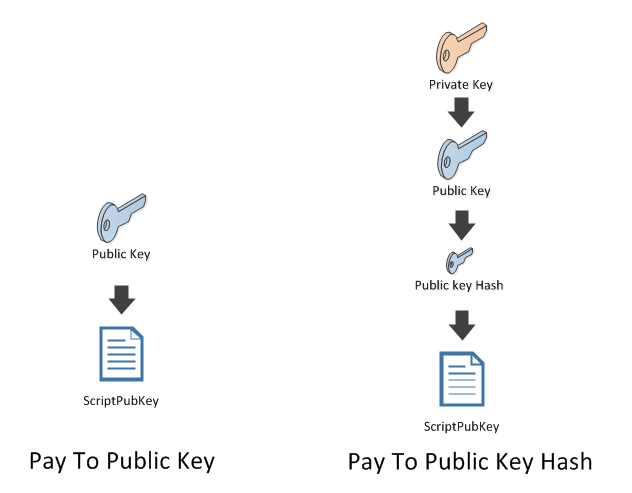 Public Key
ScriptPubKey
Pay To Public Key
Private Key
Public Key
Public key Hash
ScriptPubKey
Pay To Public Key Hash